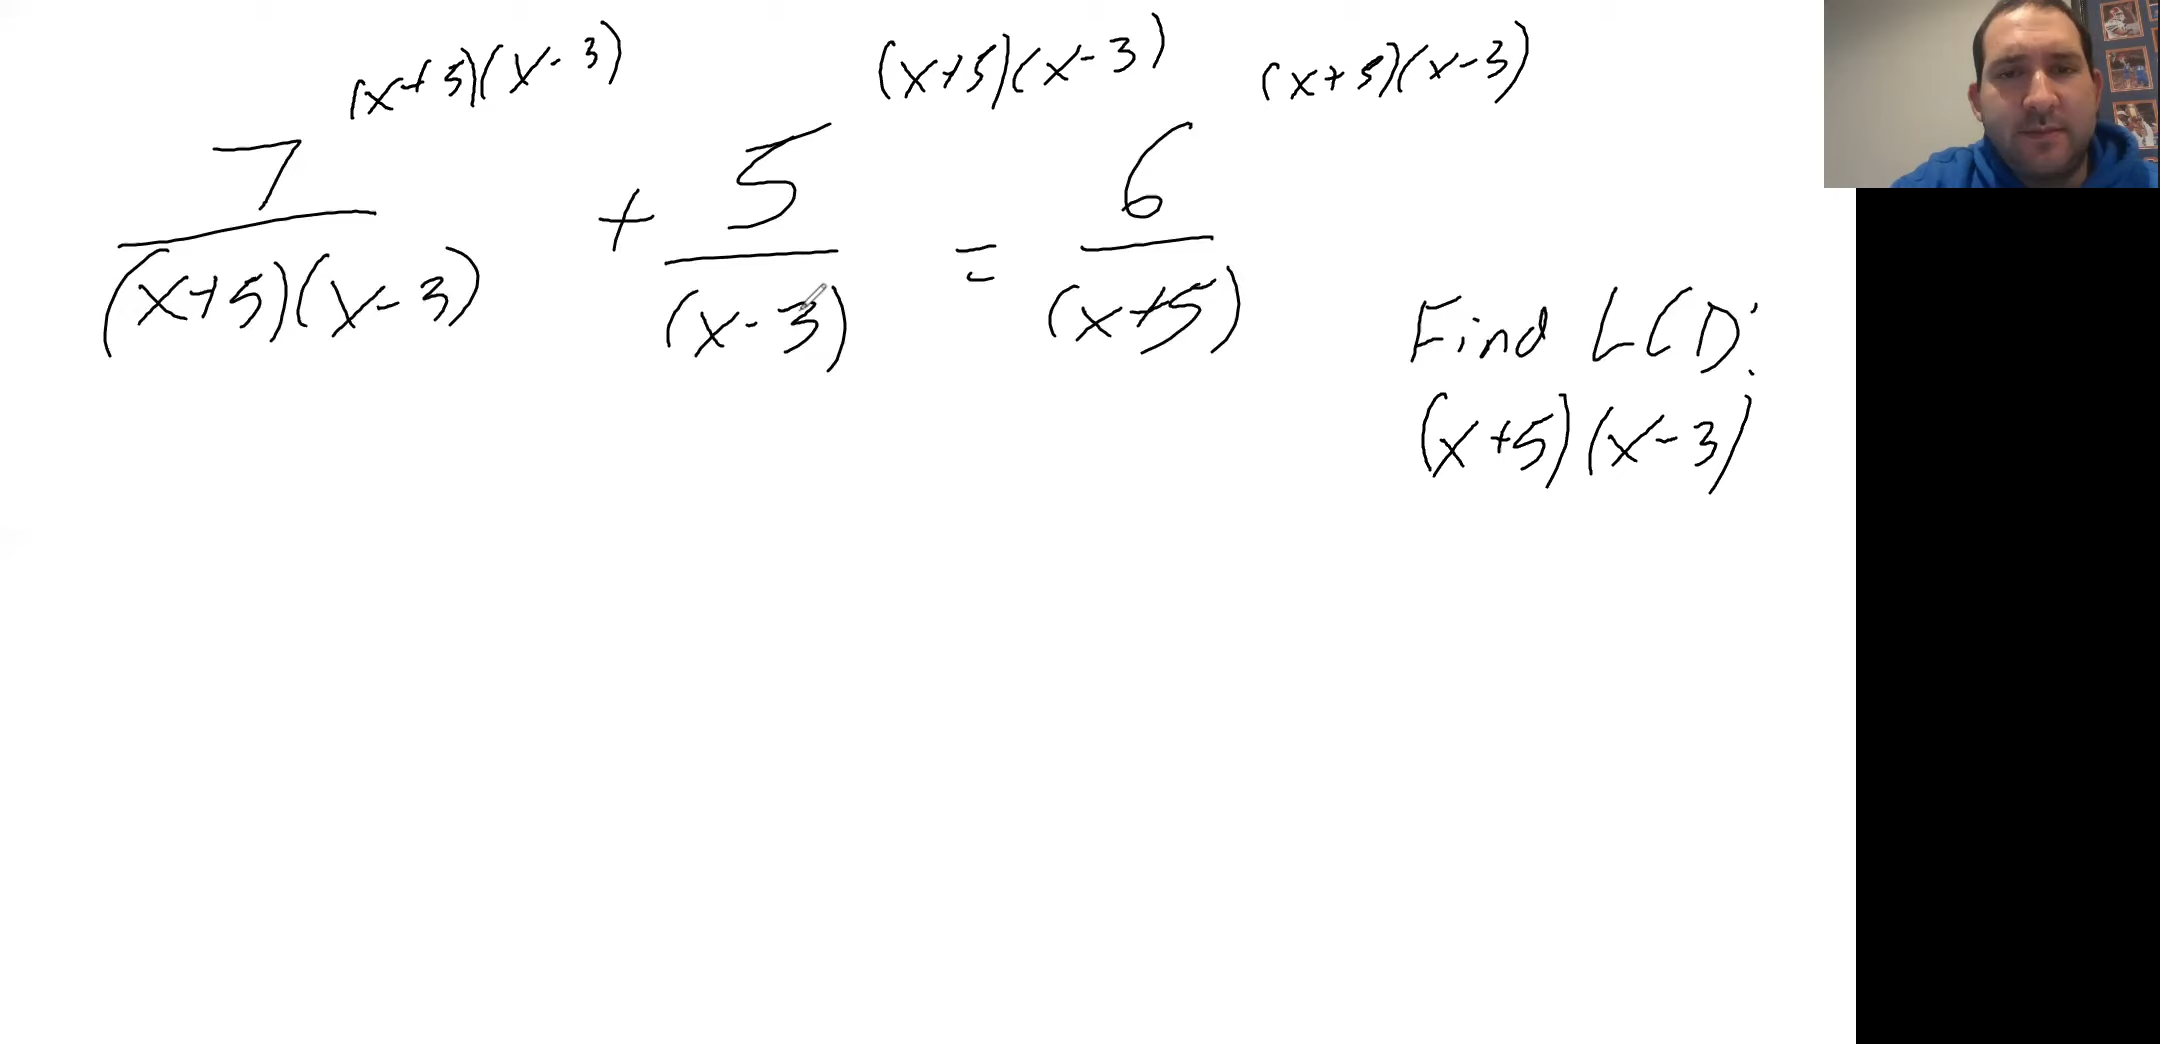 (x+5)(x-3) (x+5)(x-3) (x+5)(x-3)
7 + 5 = 6
(x+5)(x-3) (x-3) (x+5)
Find LCD:
(x+5)(x-3)